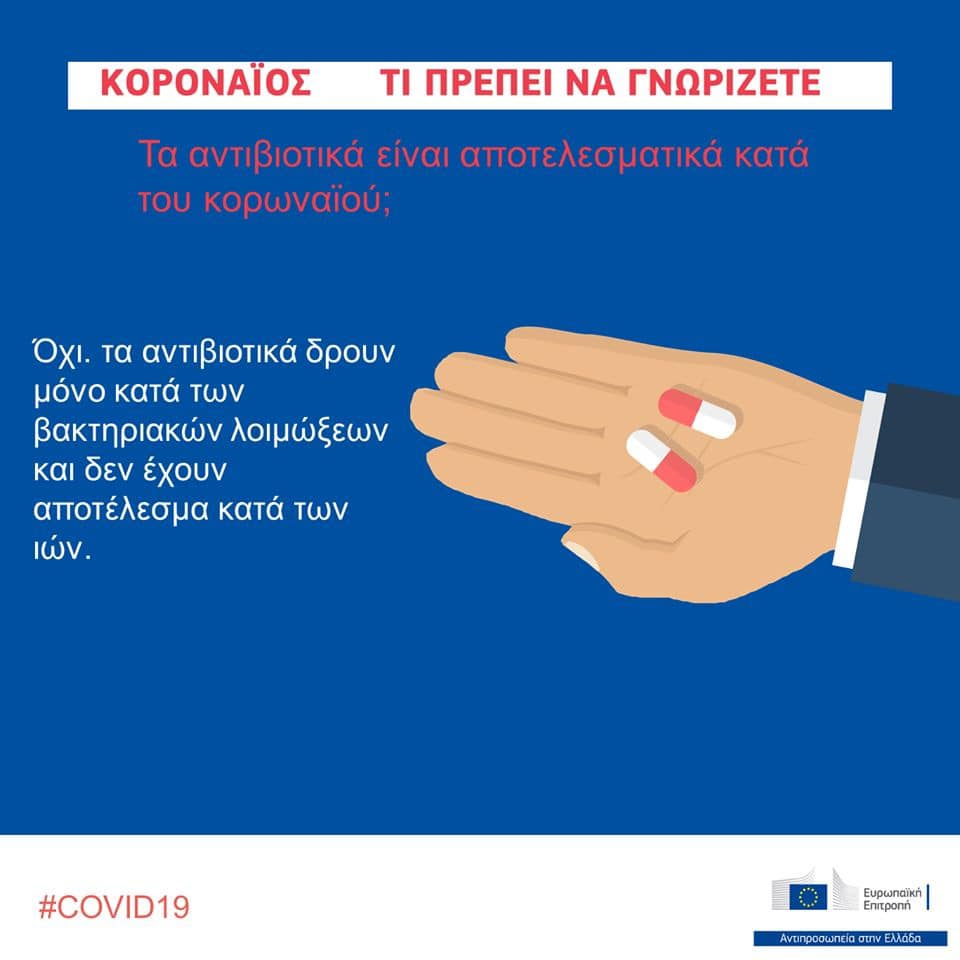 ΚΟΡΟΝΑΪΟΣ ΤΙ ΠΡΕΠΕΙ ΝΑ ΓΝΩΡΙΖΕΤΕ
Τα αντιβιοτικά είναι αποτελεσματικά κατά
του κορωναϊού;
Όχι. τα αντιβιοτικά δρουν
μόνο κατά των
βακτηριακών λοιμώξεων
και δεν έχουν
αποτέλεσμα κατά των
ιών.
#COVID19
Ευρωπαϊκή
Επιτροπή
Αντιπροσωπεία στην Ελλάδα